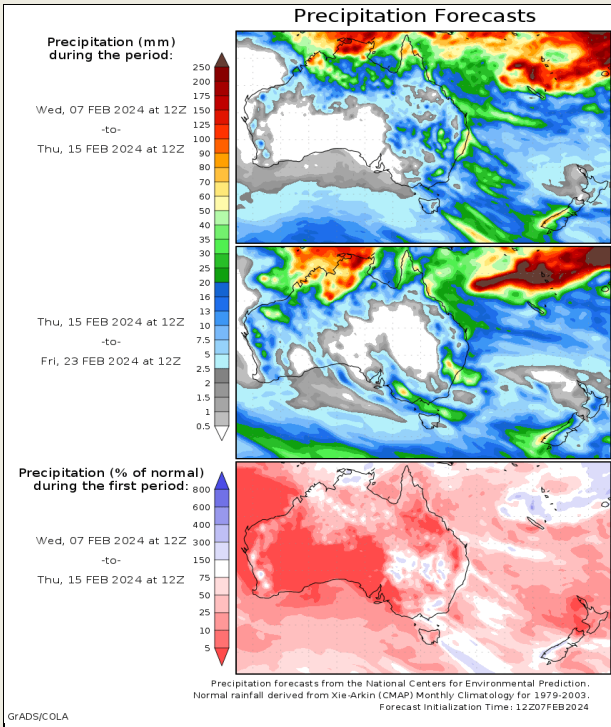 Precipitation Forecasts
Precipitation (mm)
during the period:
Wed, 07 FEB 2024 at 12Z
-to-
Thu, 15 FEB 2024 at 12Z
250
200
175
150
125
100
90
80
70
60
50
40
35
30
25
20
16
13
10
7.5
5
2.5
2
1.5
1
0.5
Thu, 15 FEB 2024 at 12Z
-to-
Fri, 23 FEB 2024 at 12Z
Precipitation (% of normal)
during the first period:
Wed, 07 FEB 2024 at 12Z
-to-
Thu, 15 FEB 2024 at 12Z
800
600
400
300
150
75
50
25
10
5
Precipitation forecasts from the National Centers for Environmental Prediction.
Normal rainfall derived from Xie-Arkin (CMAP) Monthly Climatology for 1979-2003.
Forecast Initialization Time: 12Z07FEB2024
GrADS/COLA